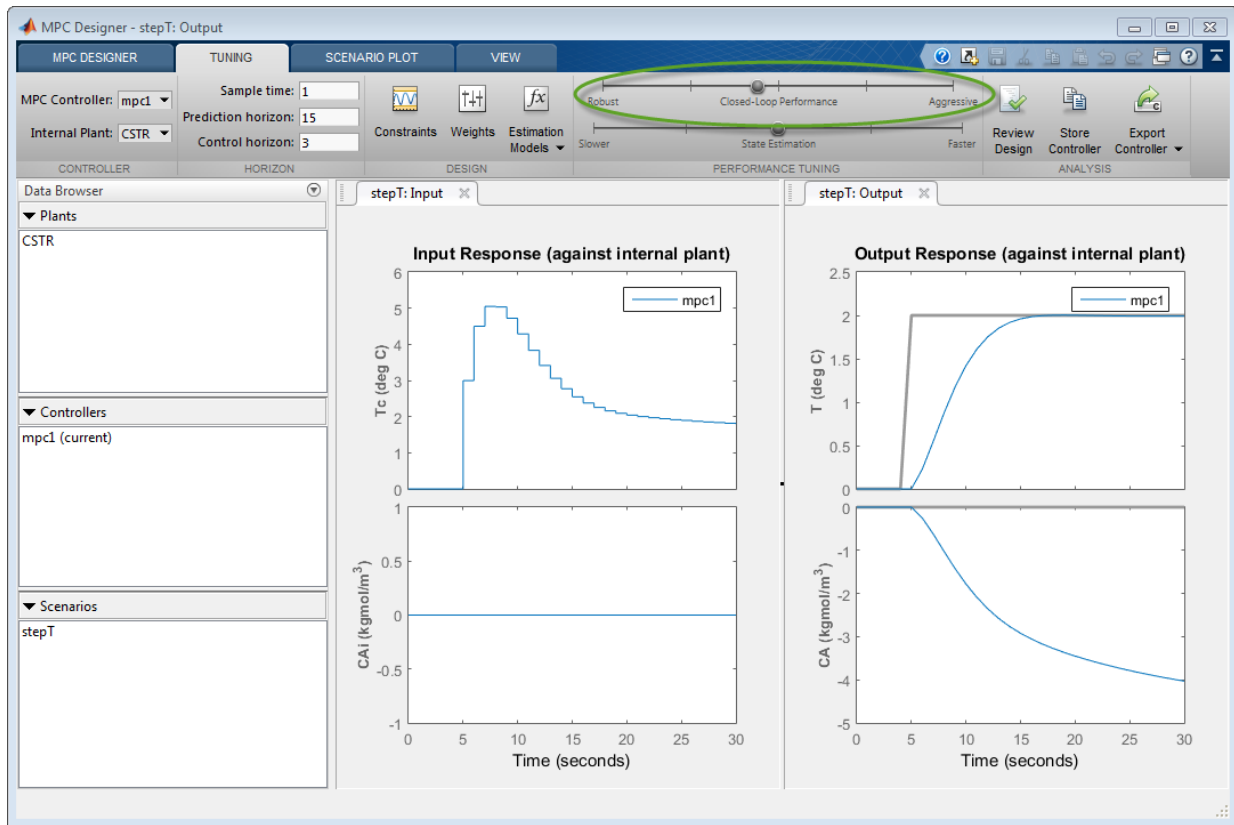 MPC Designer - stepT: Output
MPC DESIGNER TUNING SCENARIO PLOT VIEW
MPC Controller: mpc1
Internal Plant: CSTR
CONTROLLER
Sample time: 1
Prediction horizon: 15
Control horizon: 3
HORIZON
Constraints Weights Estimation Models
fx
DESIGN
Robust Closed-Loop Performance Aggressive
Slower State Estimation Faster
PERFORMANCE TUNING
Review Design
Store Controller
Export Controller
ANALYSIS
Data Browser
Plants
CSTR
Controllers
mpc1 (current)
Scenarios
stepT
stepT: Input
Input Response (against internal plant)
mpc1
6
5
4
3
2
1
0
Tc (deg C)
1
0.5
0
-0.5
-1
CAi (kgmol/m³)
0 5 10 15 20 25 30
Time (seconds)
stepT: Output
Output Response (against internal plant)
mpc1
2.5
2
1.5
1
0.5
0
T (deg C)
0
-1
-2
-3
-4
-5
CA (kgmol/m³)
0 5 10 15 20 25 30
Time (seconds)